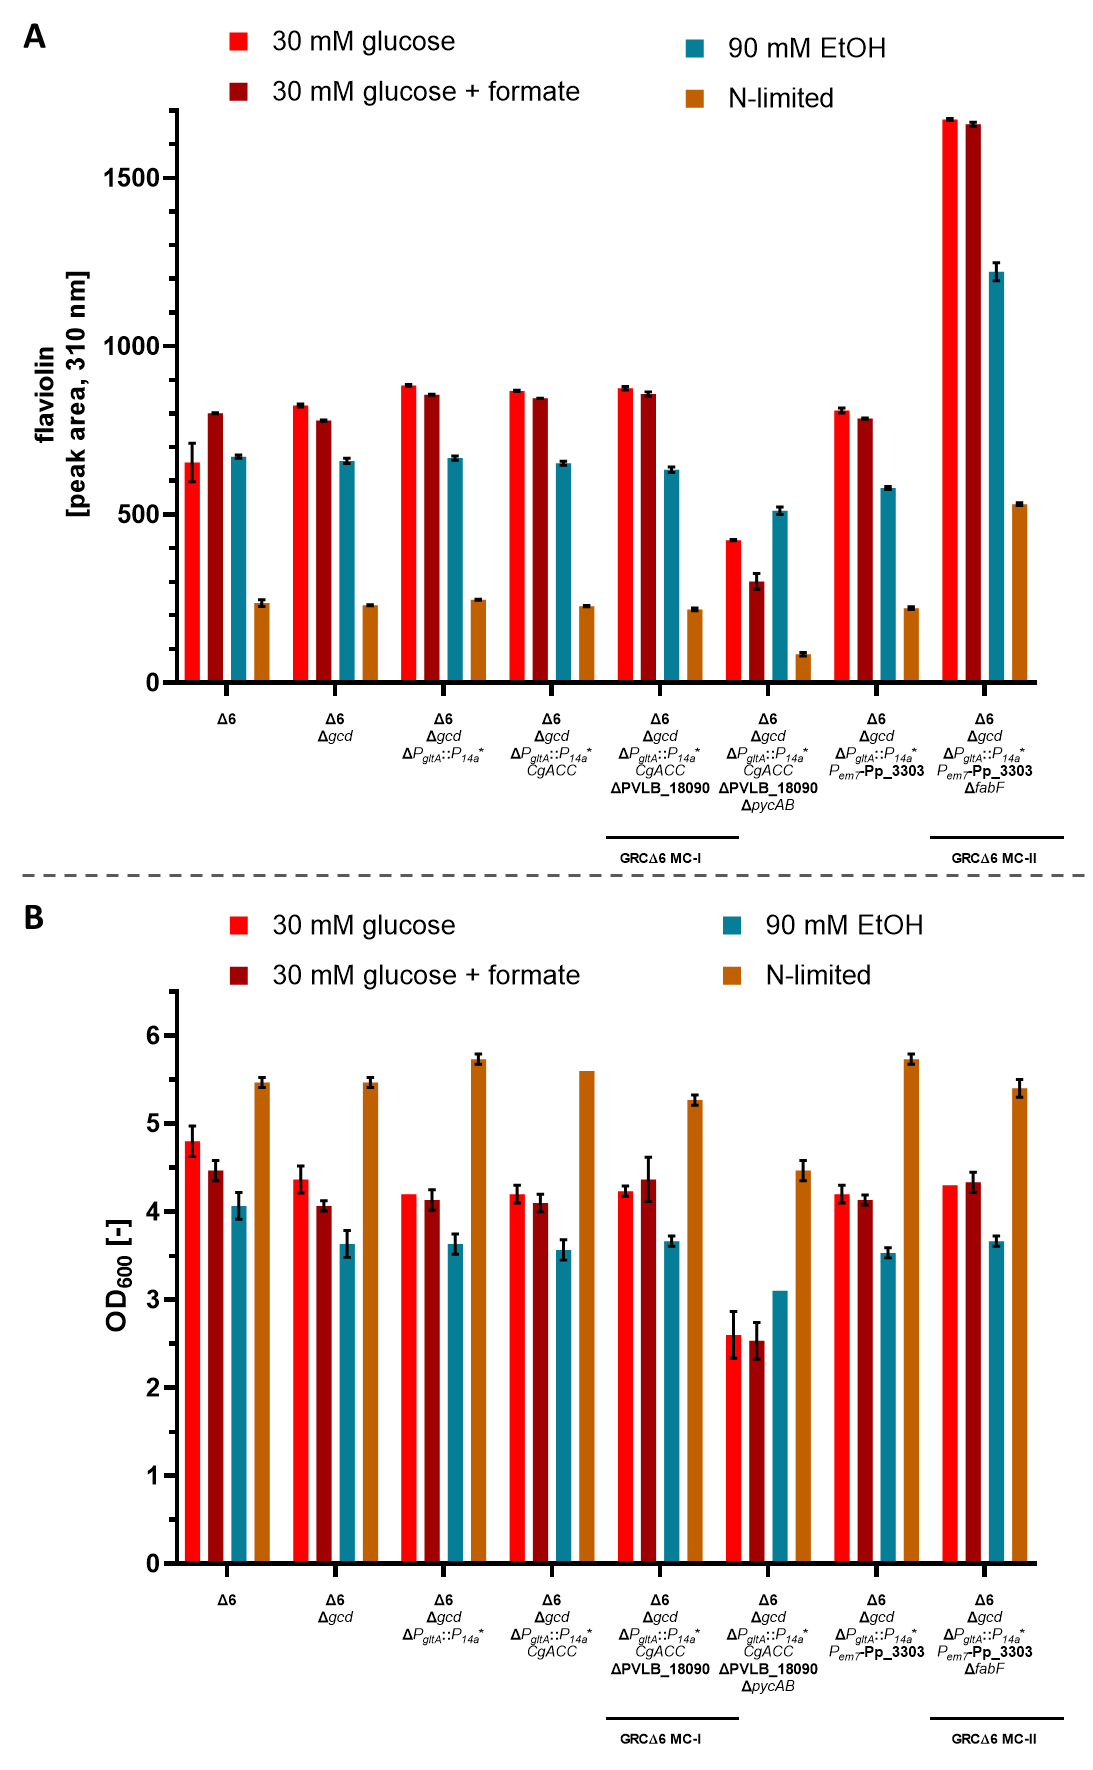 A
30 mM glucose
90 mM EtOH
30 mM glucose + formate
N-limited
flaviolin
[peak area, 310 nm]
1500
1000
500
0
Δ6
Δ6
Δgcd
Δ6
Δgcd
ΔPgltA::P14a*
Δ6
Δgcd
ΔPgltA::P14a*
CgACC
Δ6
Δgcd
ΔPgltA::P14a*
CgACC
ΔPVLB_18090
Δ6
Δgcd
ΔPgltA::P14a*
CgACC
ΔPVLB_18090
ΔpycAB
Δ6
Δgcd
ΔPgltA::P14a*
Pem7-Pp_3303
Δ6
Δgcd
ΔPgltA::P14a*
Pem7-Pp_3303
ΔfabF
GRCΔ6 MC-I
GRCΔ6 MC-II
B
30 mM glucose
90 mM EtOH
30 mM glucose + formate
N-limited
OD600 [-]
6
5
4
3
2
1
0
Δ6
Δ6
Δgcd
Δ6
Δgcd
ΔPgltA::P14a*
Δ6
Δgcd
ΔPgltA::P14a*
CgACC
Δ6
Δgcd
ΔPgltA::P14a*
CgACC
ΔPVLB_18090
Δ6
Δgcd
ΔPgltA::P14a*
CgACC
ΔPVLB_18090
ΔpycAB
Δ6
Δgcd
ΔPgltA::P14a*
Pem7-Pp_3303
Δ6
Δgcd
ΔPgltA::P14a*
Pem7-Pp_3303
ΔfabF
GRCΔ6 MC-I
GRCΔ6 MC-II